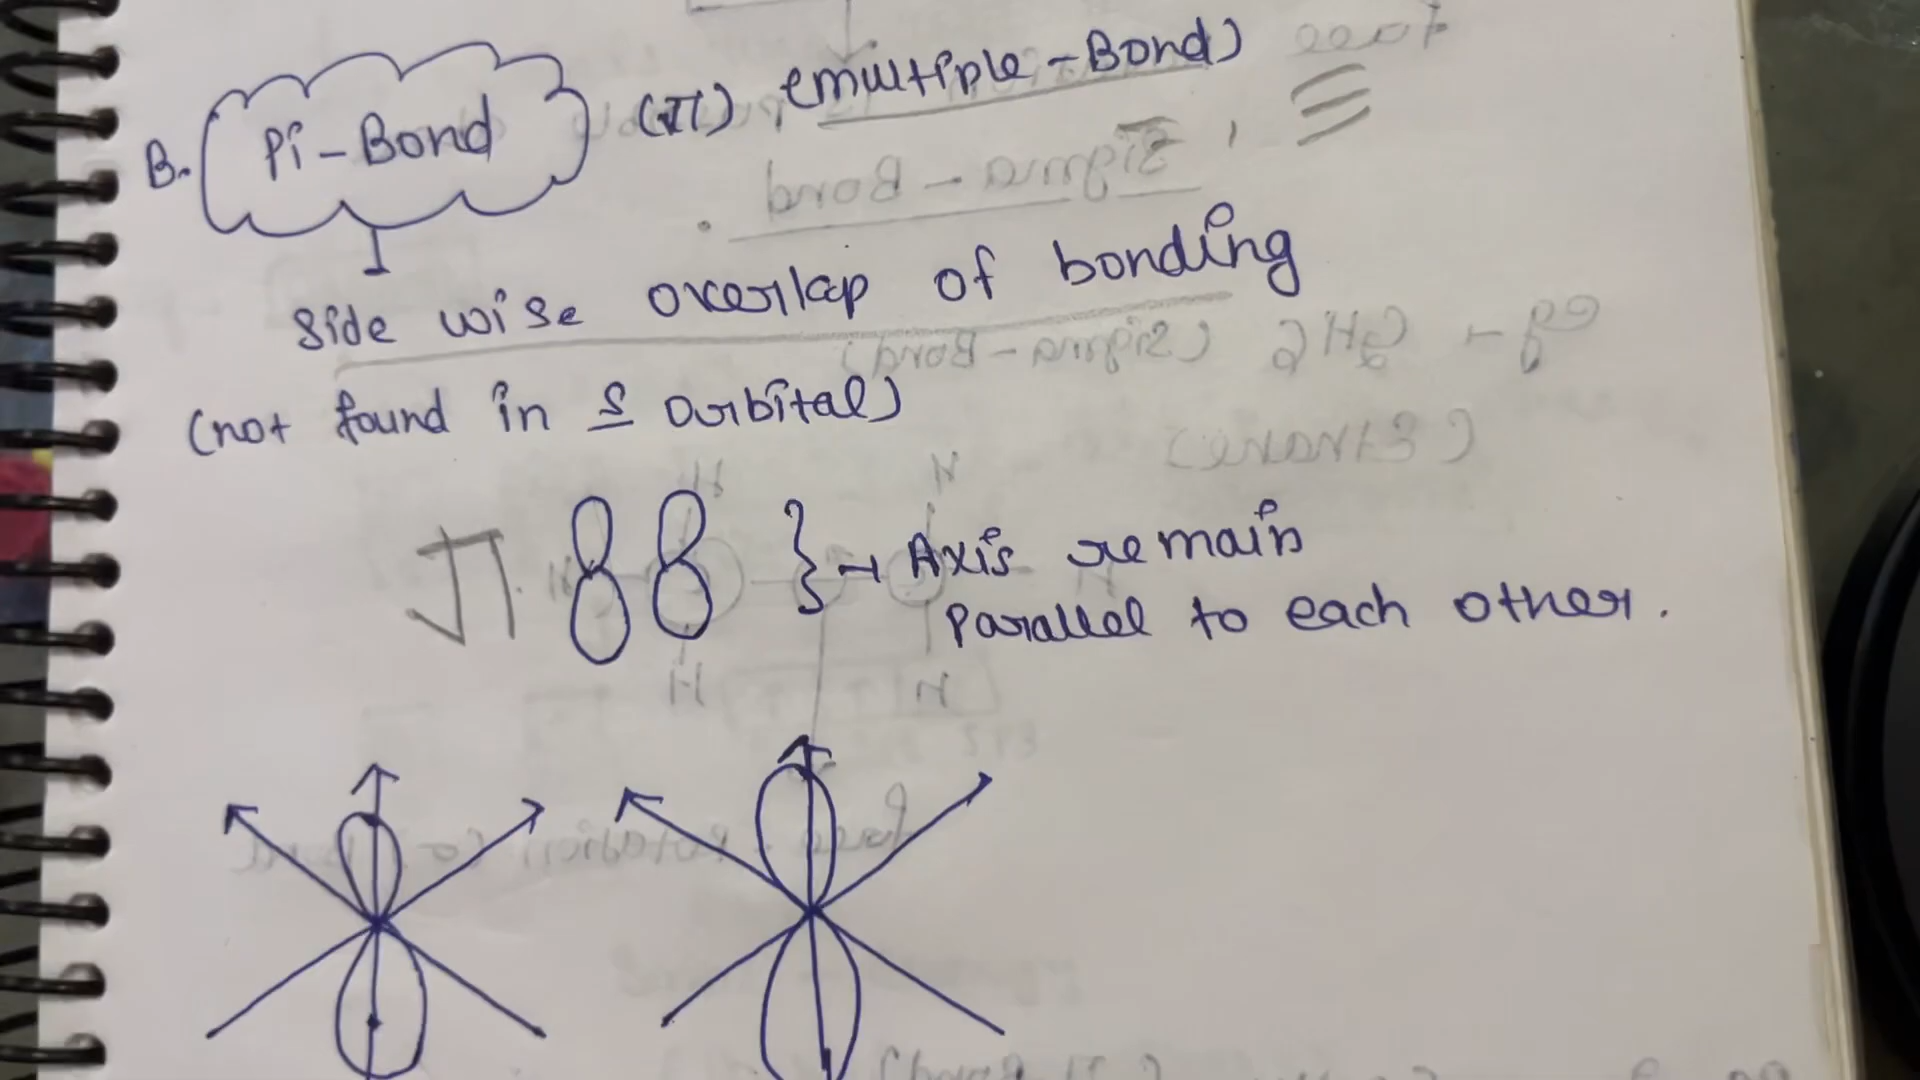 B. Pi-Bond (π) (multiple-Bond) =, ≡
side wise overlap of bonding
(not found in s orbital)
π 88 } → Axis remain
parallel to each other.